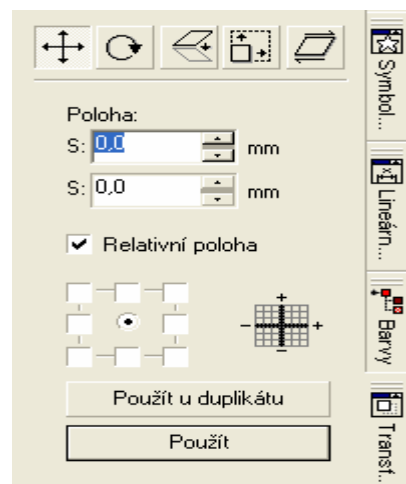 Poloha:
S: 0,0 mm
S: 0,0 mm
Relativní poloha
Použít u duplikátu
Použít
Symbol...
Lineárn...
Barvy
Transf..